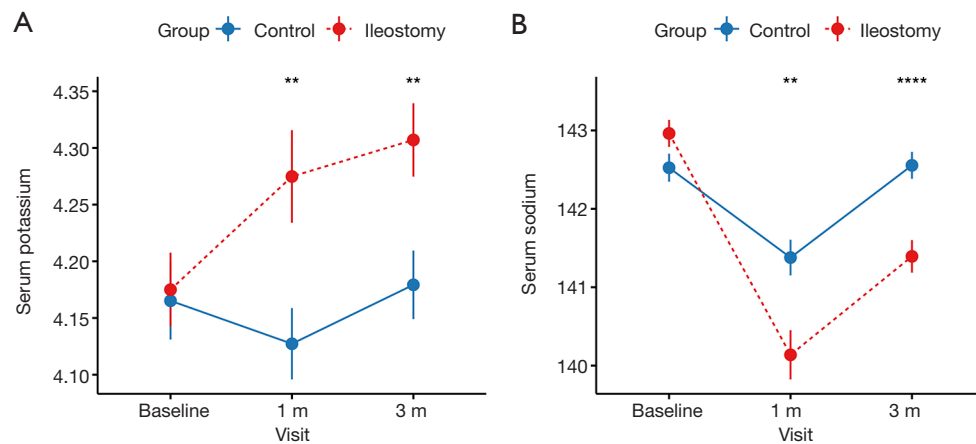 A
Group Control Ileostomy
** **
4.35
4.30
4.25
4.20
4.15
4.10
Serum potassium
Baseline 1 m 3 m
Visit
B
Group Control Ileostomy
** ****
143
142
141
140
Serum sodium
Baseline 1 m 3 m
Visit